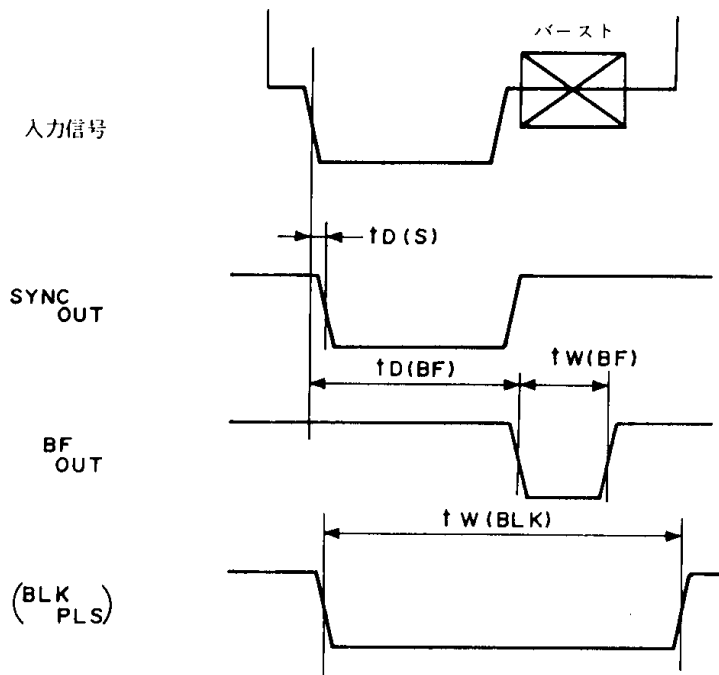 バースト
入力信号
tD(S)
SYNC
OUT
tD(BF)
tW(BF)
BF
OUT
tW(BLK)
(BLK
PLS)